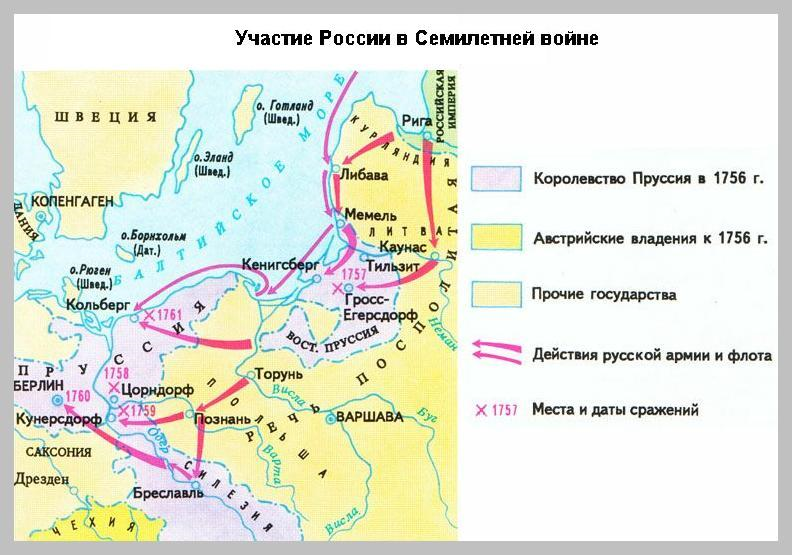 Участие России в Семилетней войне
ШВЕЦИЯ
о. Готланд
(Швед.)
БАЛТИЙСКОЕ МОРЕ
РОССИЙСКАЯ
ИМПЕРИЯ
Рига
КУРЛЯНДИЯ
о.Эланд
(Швед.)
Либава
КОПЕНГАГЕН
ДАНИЯ
Мемель
ЛИТВА
о.Борнхольм
(Дат.)
Каунас
Кенигсберг
1757
Тильзит
о.Рюген
(Швед.)
Гросс-
Егерсдорф
Кольберг
1761
ВОСТ. ПРУССИЯ
Неман
ПРУССИЯ
1758
БЕРЛИН
1760
Цорндорф
Торунь
Висла
РЕЧЬ ПОСПОЛИТАЯ
ПОЛЬША
1759
Кунерсдорф
Познань
ВАРШАВА
Буг
Одер
Варта
САКСОНИЯ
СИЛЕЗИЯ
Дрезден
Бреславль
Висла
ЧЕХИЯ
Королевство Пруссия в 1756 г.
Австрийские владения к 1756 г.
Прочие государства
Действия русской армии и флота
1757 Места и даты сражений